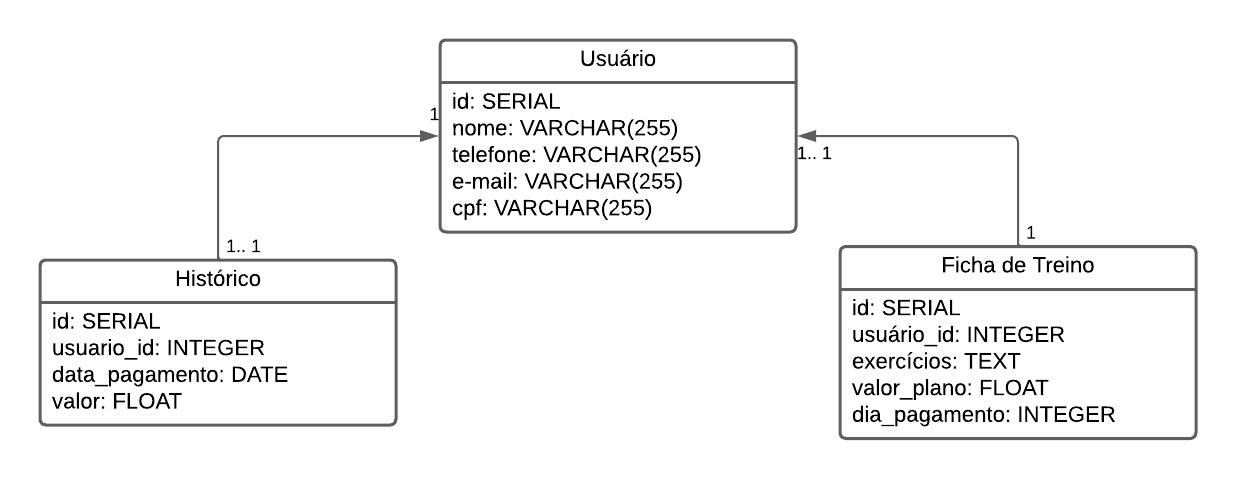 Usuário
id: SERIAL
nome: VARCHAR(255)
telefone: VARCHAR(255)
e-mail: VARCHAR(255)
cpf: VARCHAR(255)
1
1.. 1
1.. 1
1
Histórico
id: SERIAL
usuario_id: INTEGER
data_pagamento: DATE
valor: FLOAT
Ficha de Treino
id: SERIAL
usuário_id: INTEGER
exercícios: TEXT
valor_plano: FLOAT
dia_pagamento: INTEGER